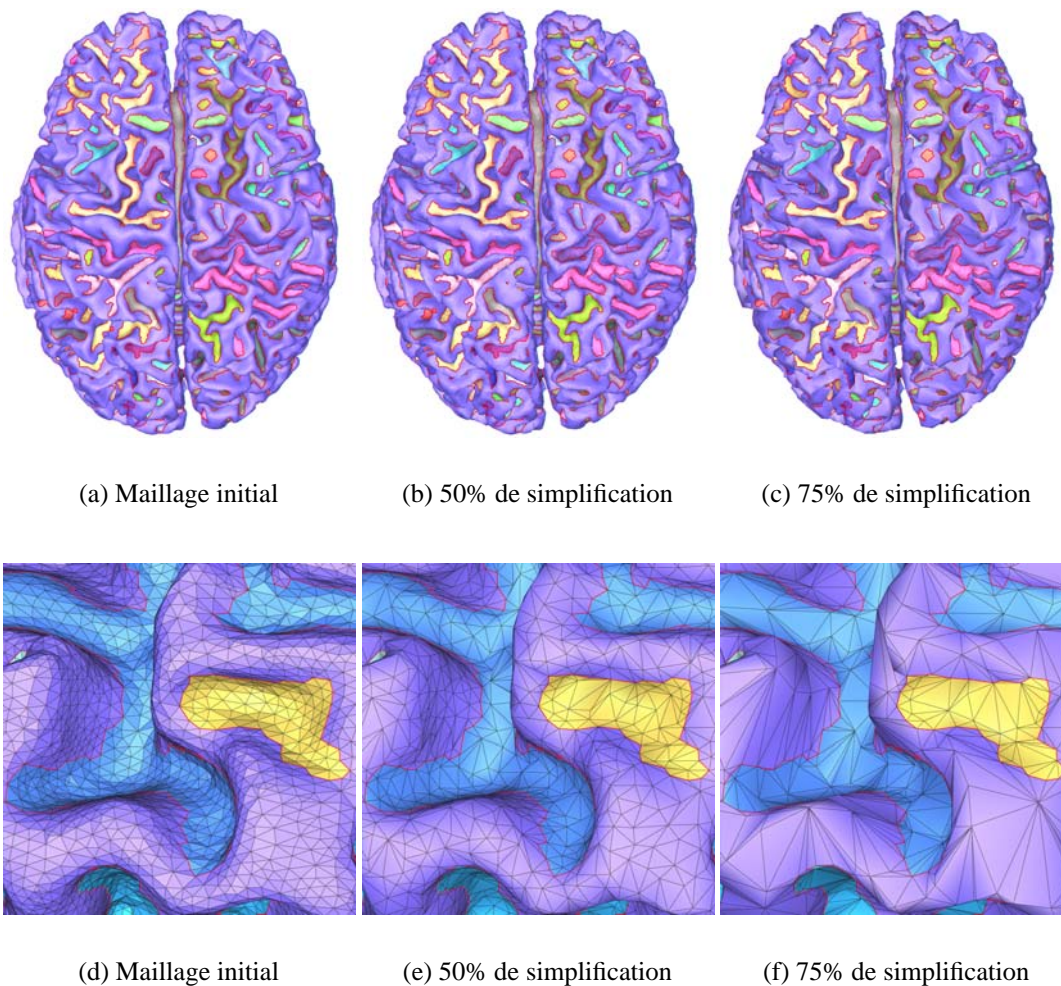 (a) Maillage initial
(b) 50% de simplification
(c) 75% de simplification
(d) Maillage initial
(e) 50% de simplification
(f) 75% de simplification